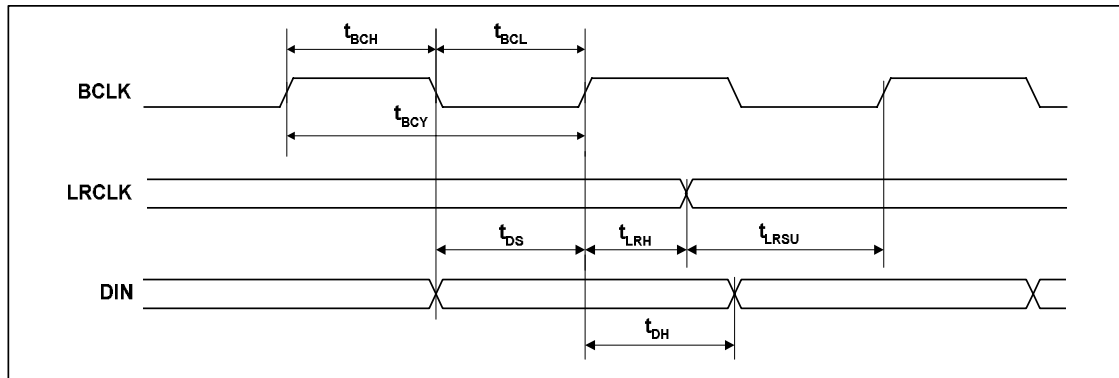 tBCH tBCL
BCLK
tBCY
LRCLK
tDS tLRH tLRSU
DIN
tDH